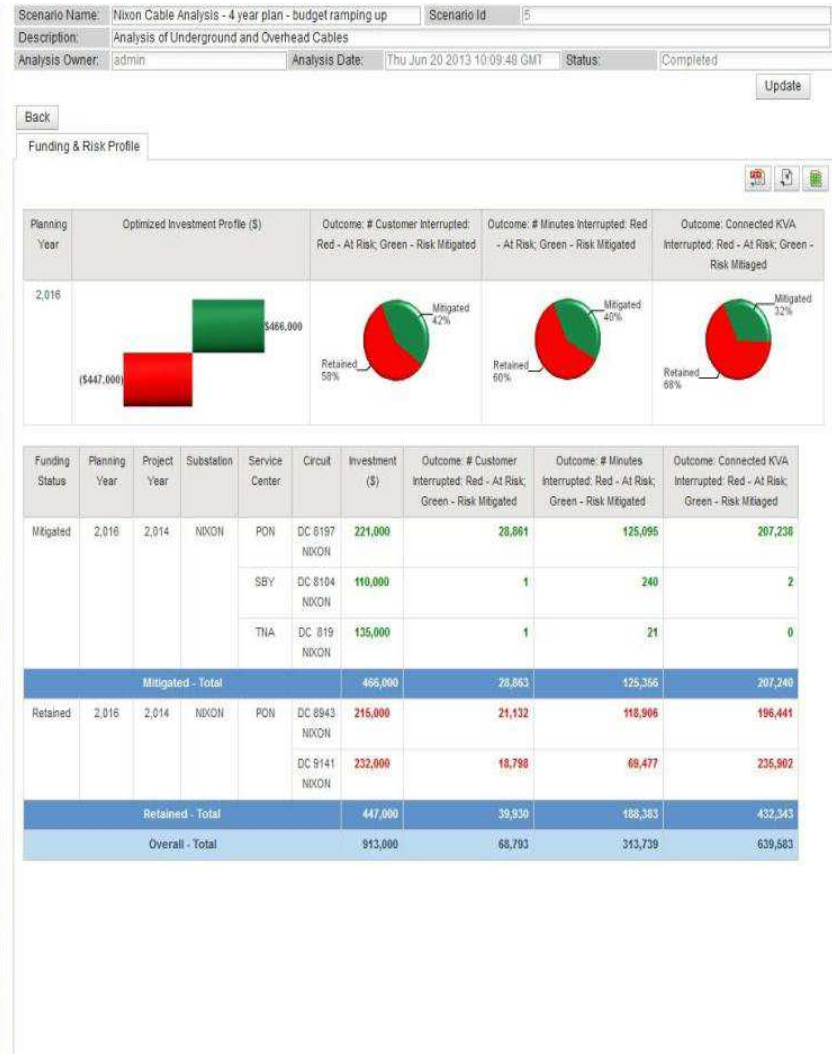 Scenario Name: Nixon Cable Analysis - 4 year plan - budget ramping up Scenario Id 5
Description: Analysis of Underground and Overhead Cables
Analysis Owner: admin Analysis Date: Thu Jun 20 2013 10:09:48 GMT Status: Completed
Update
Back
Funding & Risk Profile
Planning Year
Optimized Investment Profile ($)
Outcome: # Customer Interrupted:
Red - At Risk; Green - Risk Mitigated
Outcome: # Minutes Interrupted: Red
- At Risk; Green - Risk Mitigated
Outcome: Connected KVA
Interrupted: Red - At Risk; Green -
Risk Mitiaged
2,016
$466,000
($447,000)
Mitigated
42%
Retained
58%
Mitigated
40%
Retained
60%
Mitigated
32%
Retained
68%
Funding Status
Planning Year
Project Year
Substation
Service Center
Circuit
Investment ($)
Outcome: # Customer
Interrupted: Red - At Risk;
Green - Risk Mitigated
Outcome: # Minutes
Interrupted: Red - At Risk;
Green - Risk Mitigated
Outcome: Connected KVA
Interrupted: Red - At Risk;
Green - Risk Mitiaged
Mitigated 2,016 2,014 NIXON PON DC 6197 221,000 28,861 125,095 207,238
NIXON
SBY DC 8104 110,000 1 240 2
NIXON
TNA DC 819 135,000 1 21 0
NIXON
Mitigated - Total 466,000 28,863 125,356 207,240
Retained 2,016 2,014 NIXON PON DC 8943 215,000 21,132 118,906 196,441
NIXON
DC 9141 232,000 18,798 69,477 235,902
NIXON
Retained - Total 447,000 39,930 188,383 432,343
Overall - Total 913,000 68,793 313,739 639,583